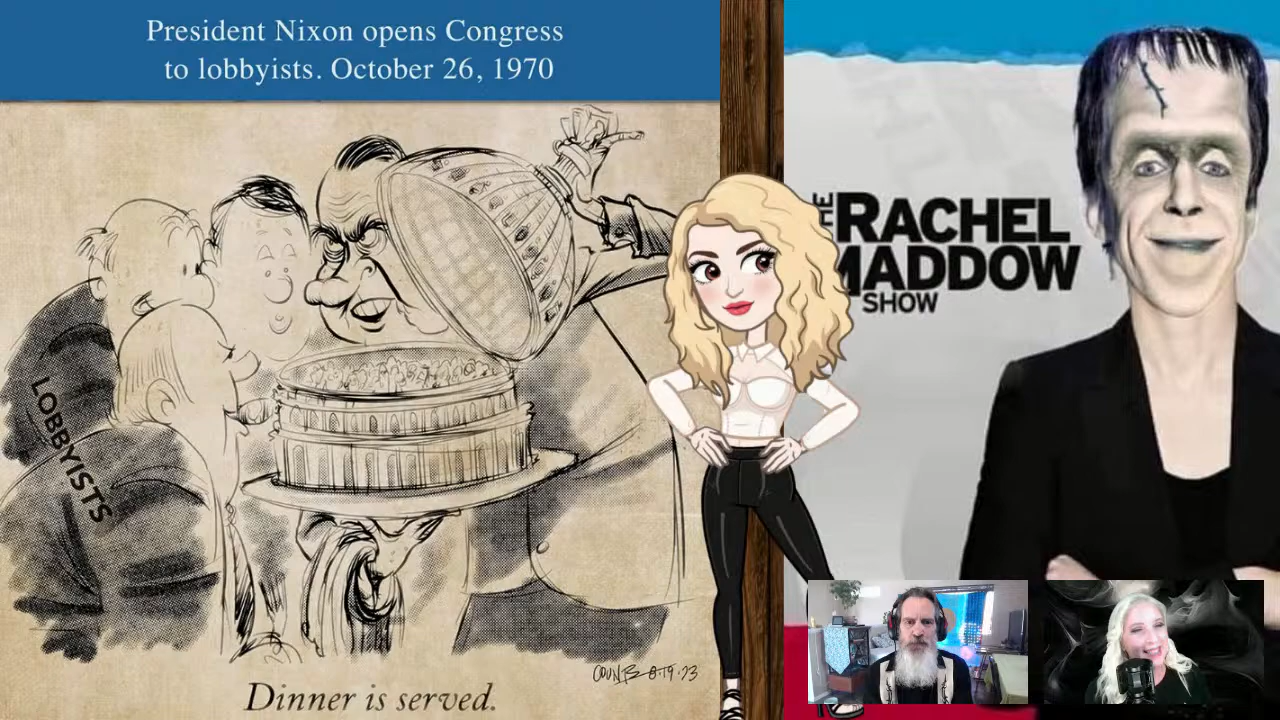 President Nixon opens Congress
to lobbyists. October 26, 1970
LOBBYISTS
Dinner is served.
RACHEL
MADDOW
SHOW